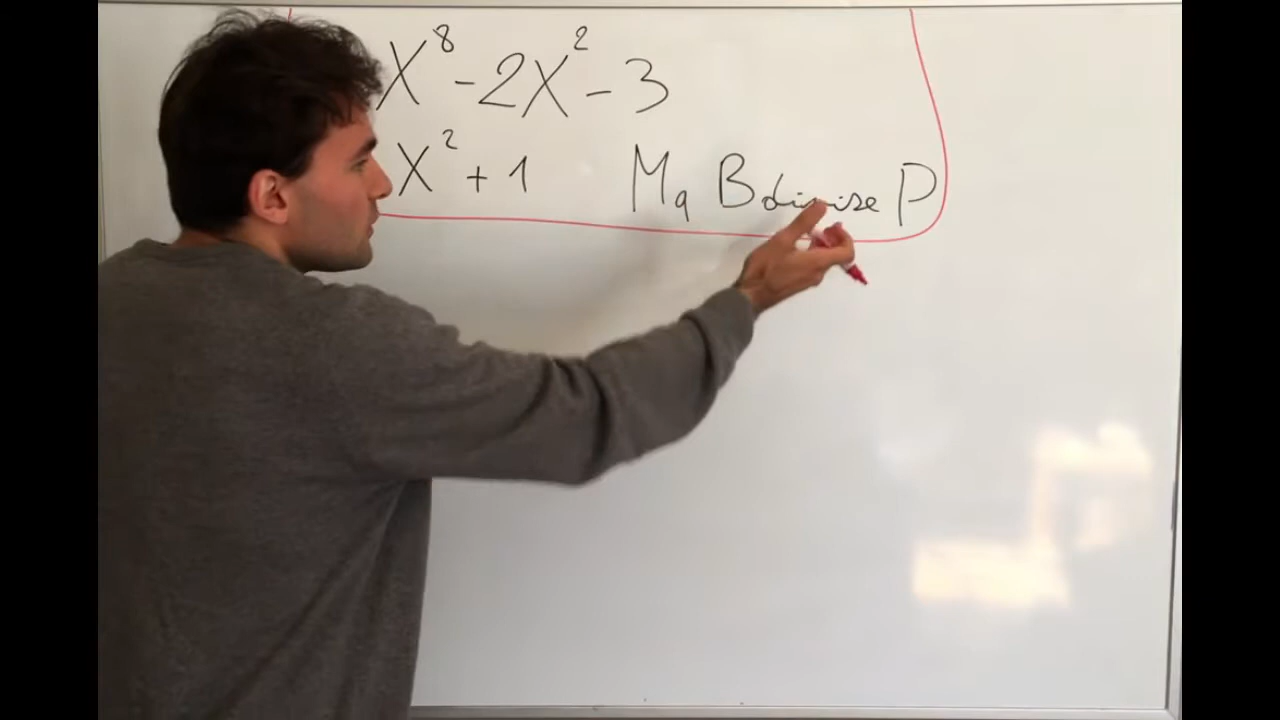 X⁸ - 2X² - 3
X² + 1 Mq B divise P